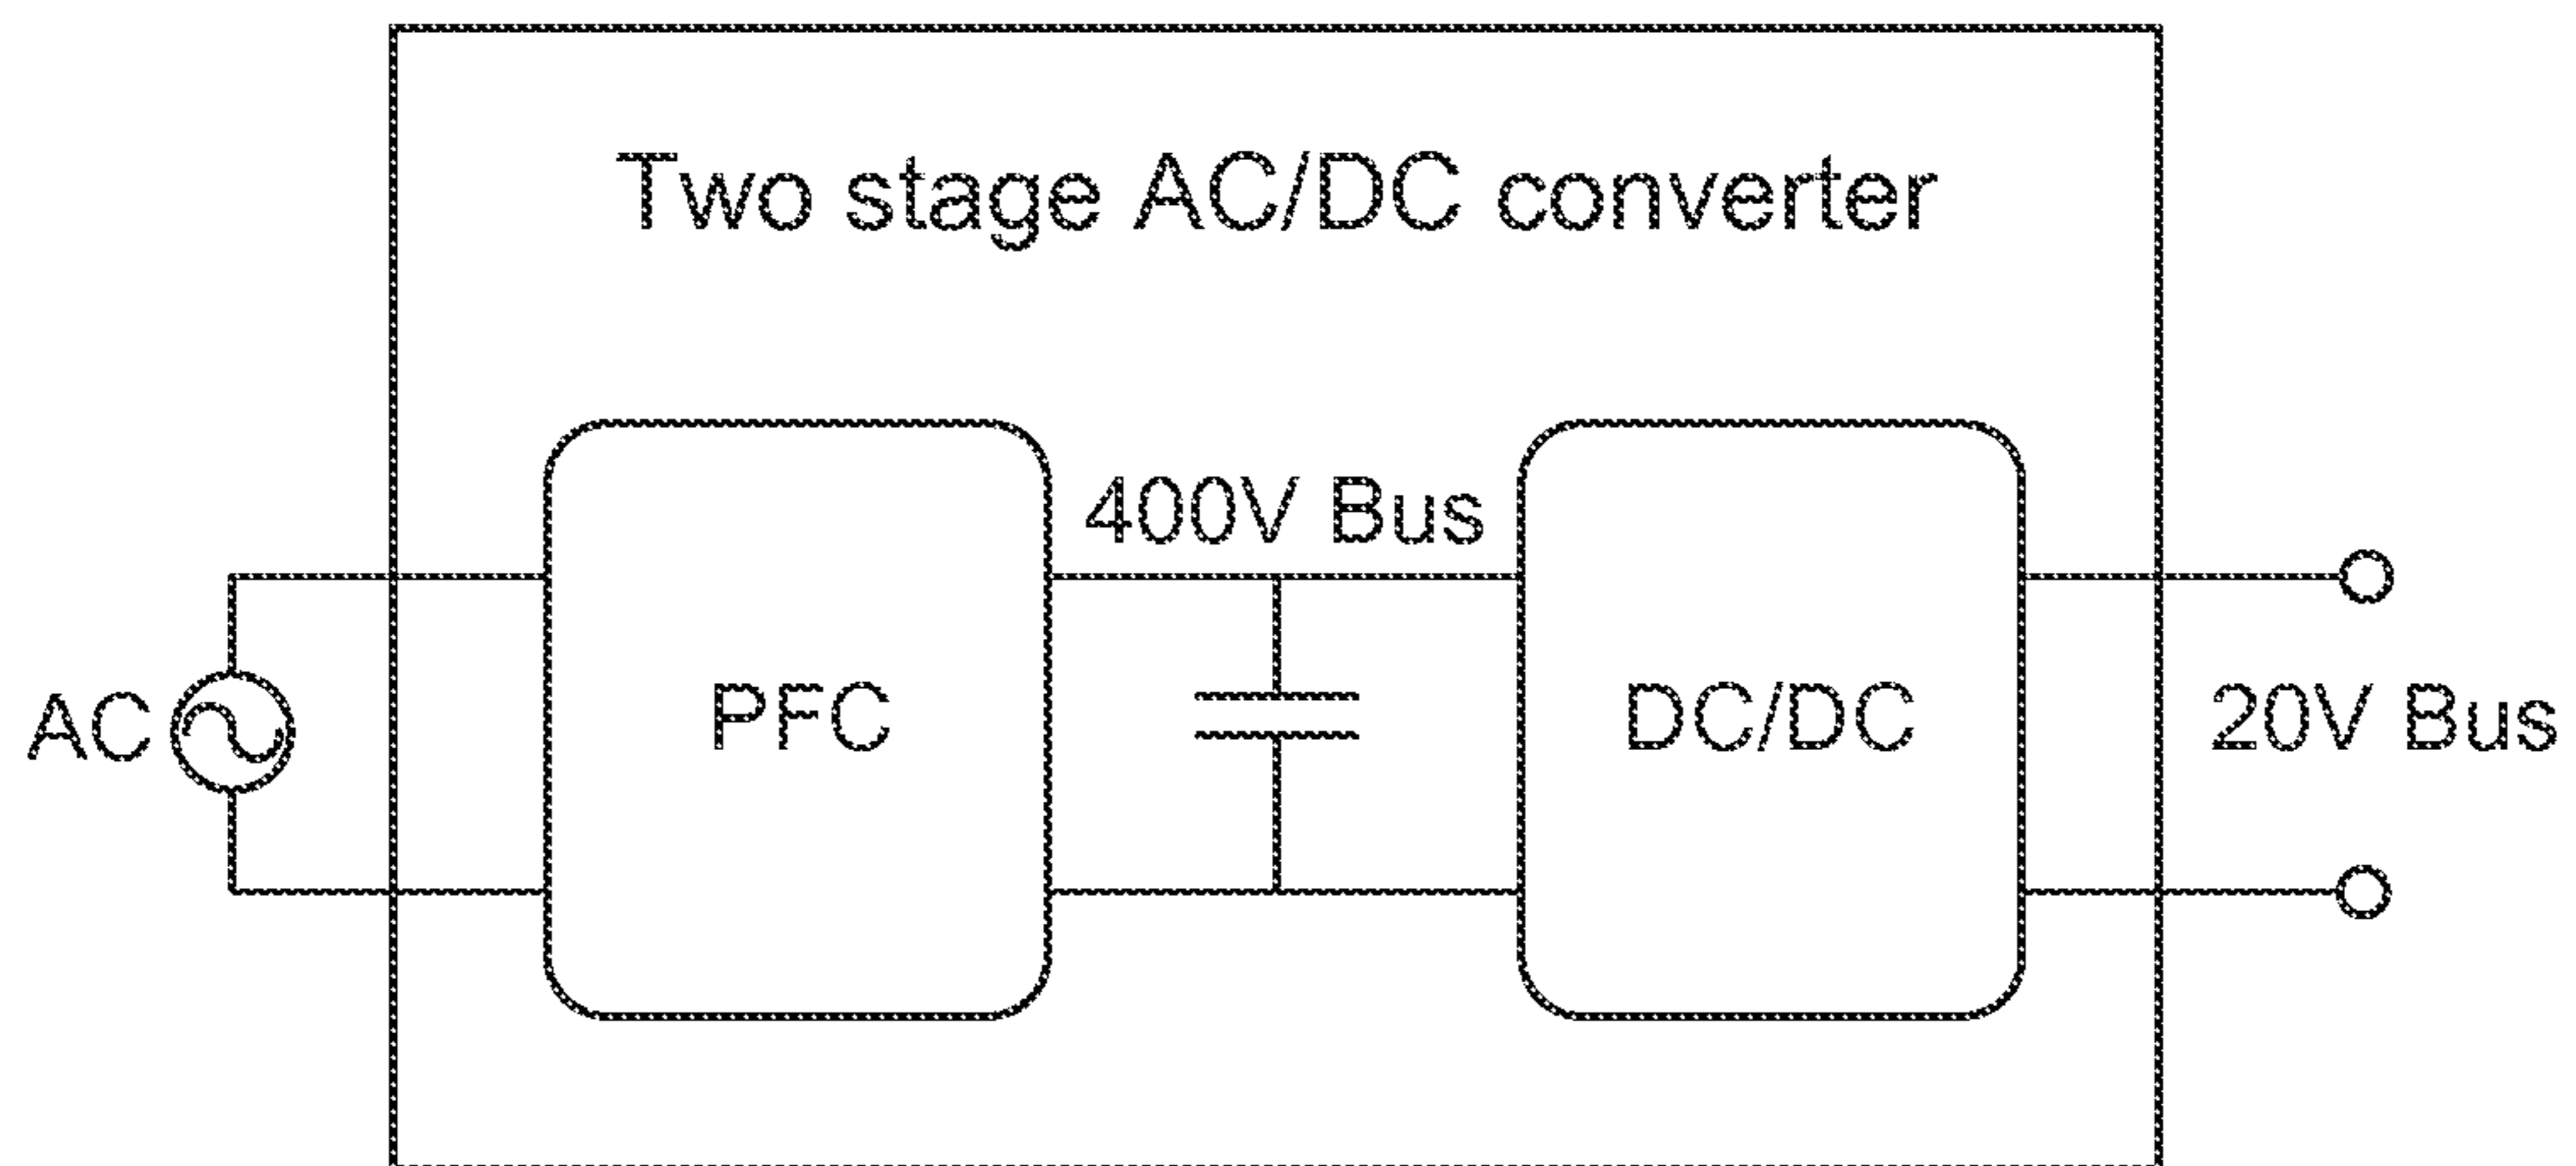 Two stage AC/DC converter
400V Bus
AC
PFC
DC/DC
20V Bus